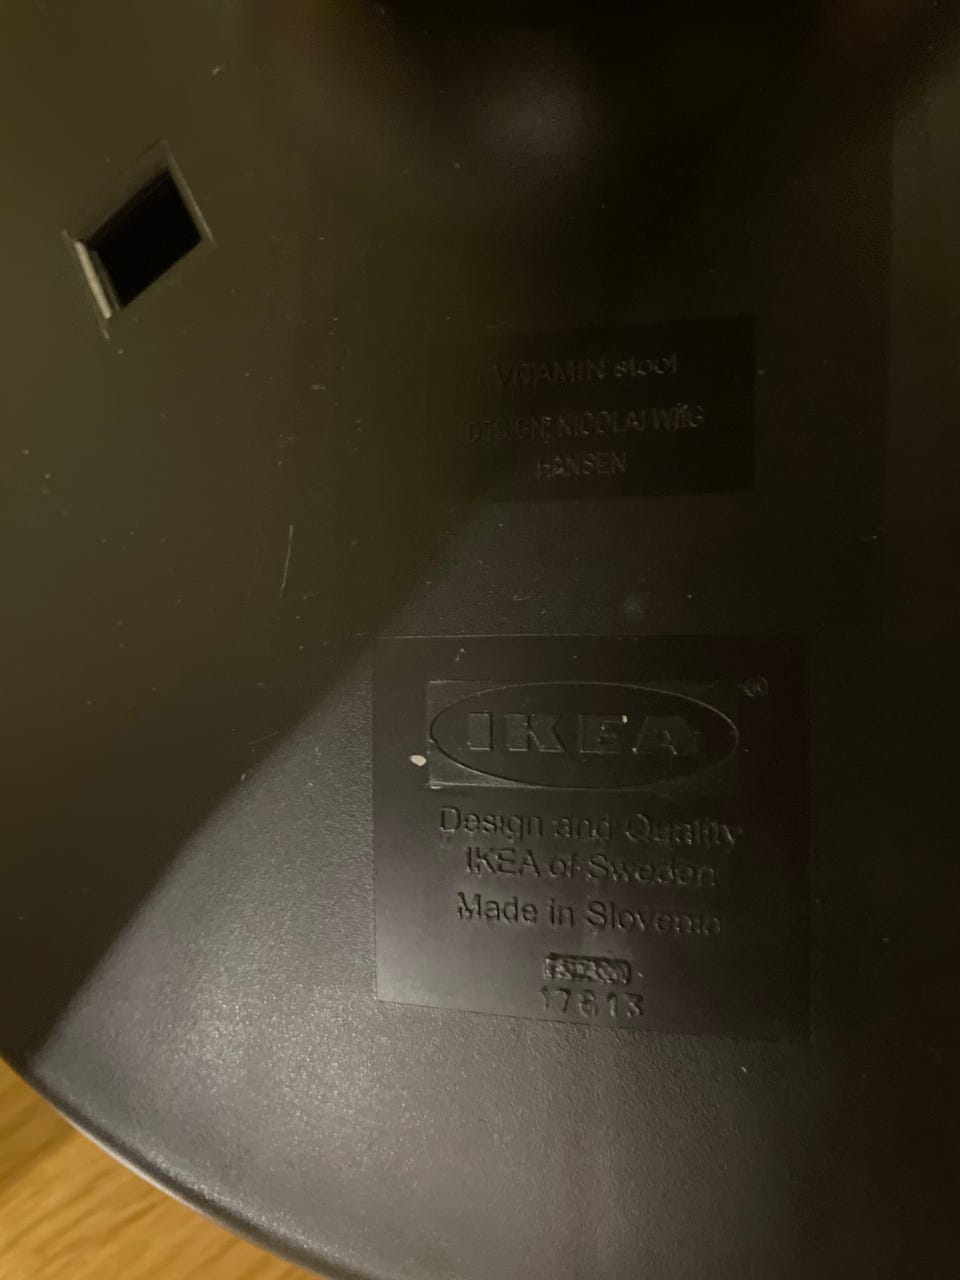 VITAMIN stool
DESIGN: NICOLAI WIIG
HANSEN
IKEA®
Design and Quality
IKEA of Sweden
Made in Slovenia
17613